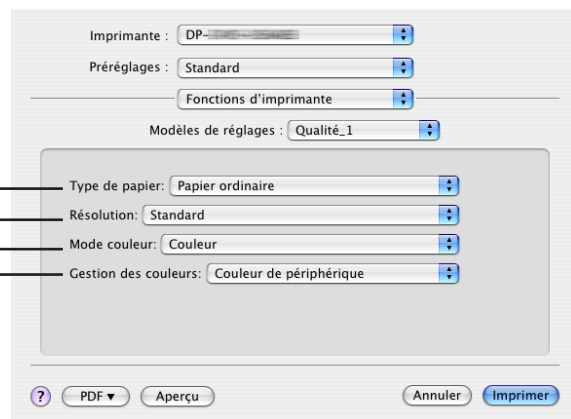 Imprimante : DP-
Préréglages : Standard
Fonctions d'imprimante
Modèles de réglages : Qualité_1
Type de papier: Papier ordinaire
Résolution: Standard
Mode couleur: Couleur
Gestion des couleurs: Couleur de périphérique
? PDF ▼ Aperçu Annuler Imprimer